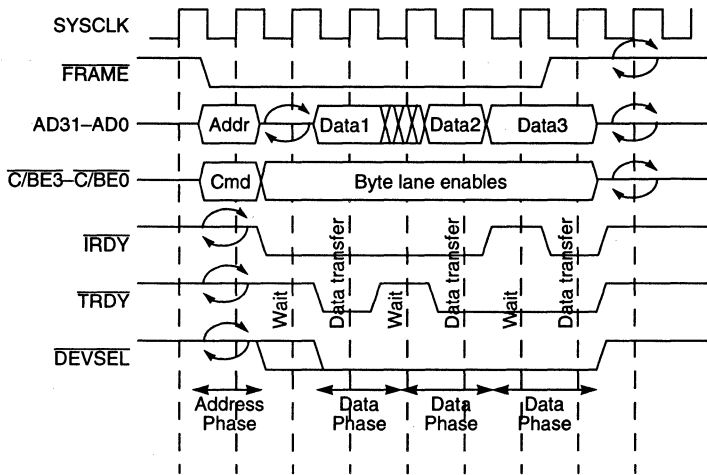 SYSCLK
FRAME
AD31–AD0 Addr Data1 Data2 Data3
C/BE3–C/BE0 Cmd Byte lane enables
IRDY
TRDY
Wait Data transfer Wait Data transfer Wait Data transfer
DEVSEL
Address Phase
Data Phase
Data Phase
Data Phase